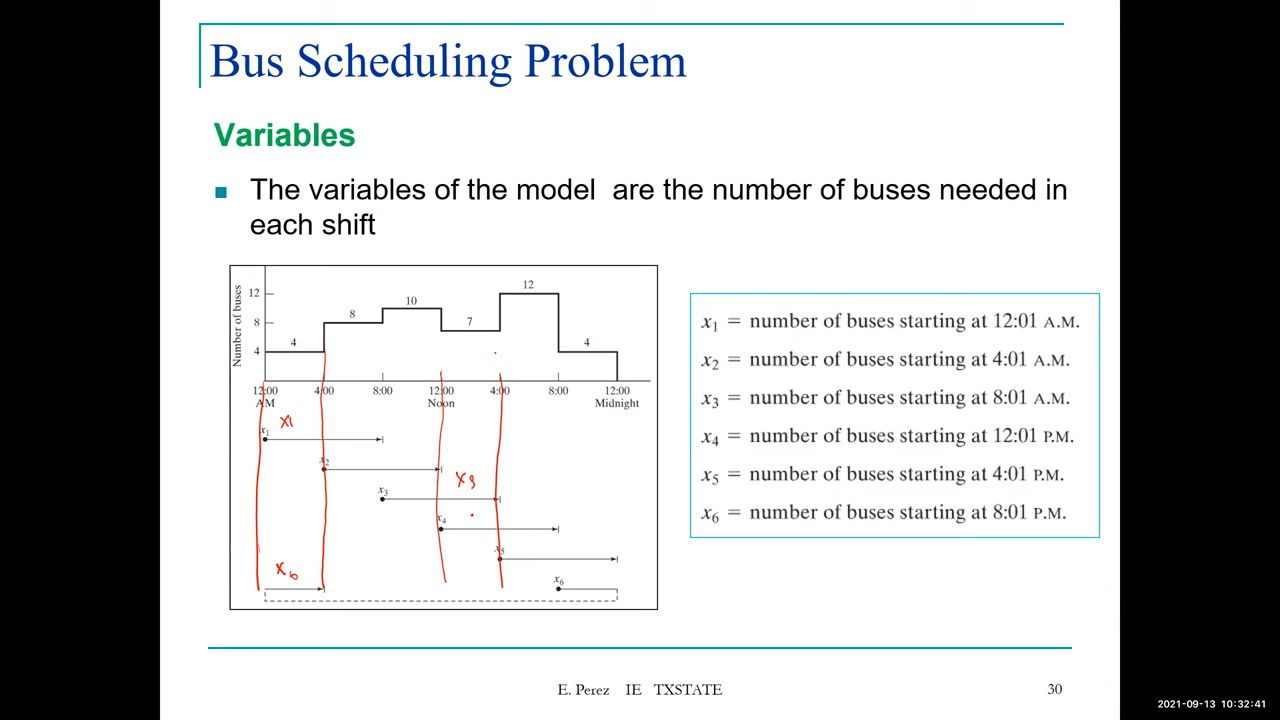 Bus Scheduling Problem
Variables
The variables of the model are the number of buses needed in
each shift
Number of buses
12
8
4
4
8
10
7
12
4
12:00
AM
4:00
8:00
12:00
Noon
4:00
8:00
12:00
Midnight
x1
X1
x2
x3
X3
x4
x5
x6
X6
x1 = number of buses starting at 12:01 A.M.
x2 = number of buses starting at 4:01 A.M.
x3 = number of buses starting at 8:01 A.M.
x4 = number of buses starting at 12:01 P.M.
x5 = number of buses starting at 4:01 P.M.
x6 = number of buses starting at 8:01 P.M.
E. Perez IE TXSTATE
30
2021-09-13 10:32:41